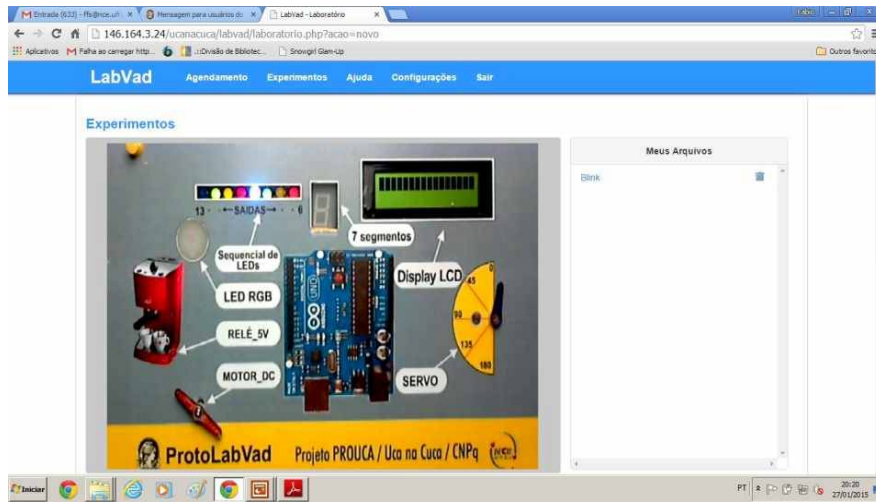 Entrada (633) - ffs@nce.ufr
Mensagem para usuários do
LabVad - Laboratório
146.164.3.24/ucanacuca/labvad/laboratorio.php?acao=novo
Aplicativos
Falha ao carregar http...
.::Divisão de Bibliotec...
Snowgirl Glam-Up
Outros favoritos
LabVad Agendamento Experimentos Ajuda Configurações Sair
Experimentos
Meus Arquivos
Blink
13 - SAIDAS - 6
7 segmentos
Sequencial de
LEDs
Display LCD
LED RGB
UNO
RELÉ_5V
0
45
90
135
180
MOTOR_DC
SERVO
ProtoLabVad Projeto PROUCA / Uca na Cuca / CNPq
Iniciar
PT
20:20
27/01/2015